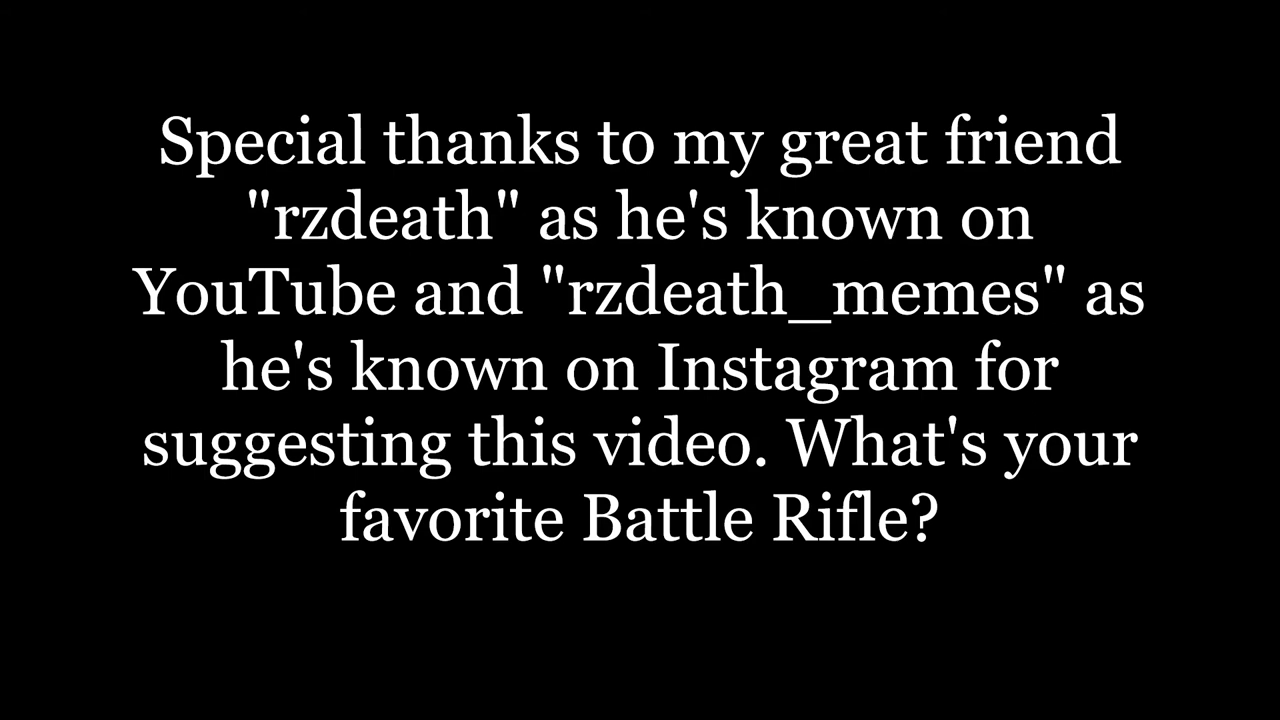 Special thanks to my great friend
"rzdeath" as he's known on
YouTube and "rzdeath_memes" as
he's known on Instagram for
suggesting this video. What's your
favorite Battle Rifle?